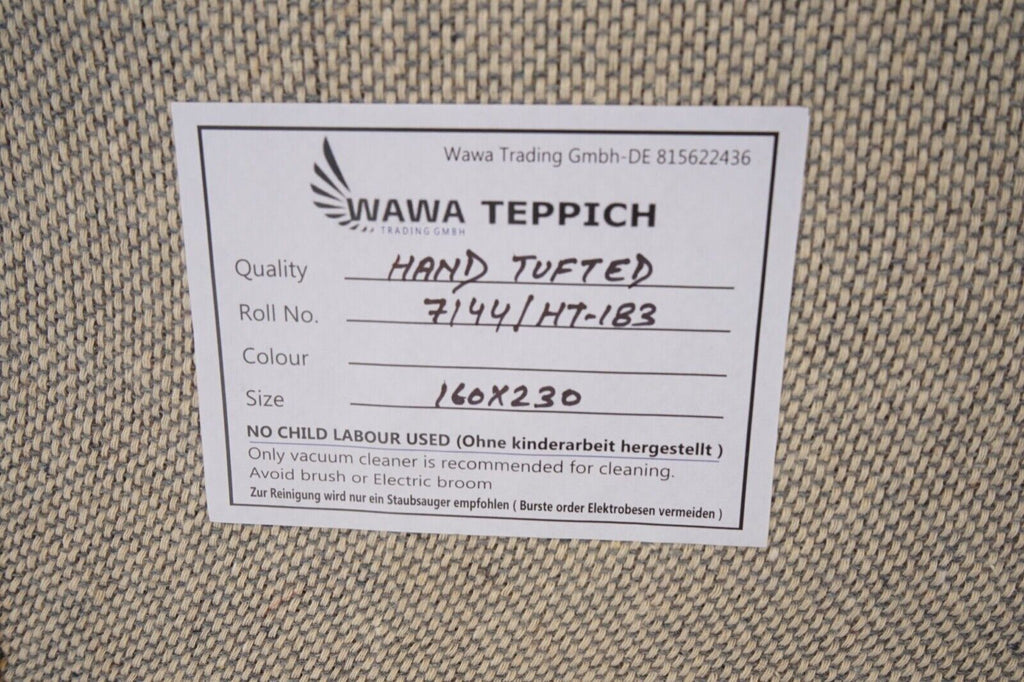 Wawa Trading Gmbh-DE 815622436
WAWA TEPPICH
TRADING GMBH
Quality HAND TUFTED
Roll No. 7144/HT-183
Colour
Size 160X230
NO CHILD LABOUR USED (Ohne kinderarbeit hergestellt )
Only vacuum cleaner is recommended for cleaning.
Avoid brush or Electric broom
Zur Reinigung wird nur ein Staubsauger empfohlen ( Burste order Elektrobesen vermeiden )